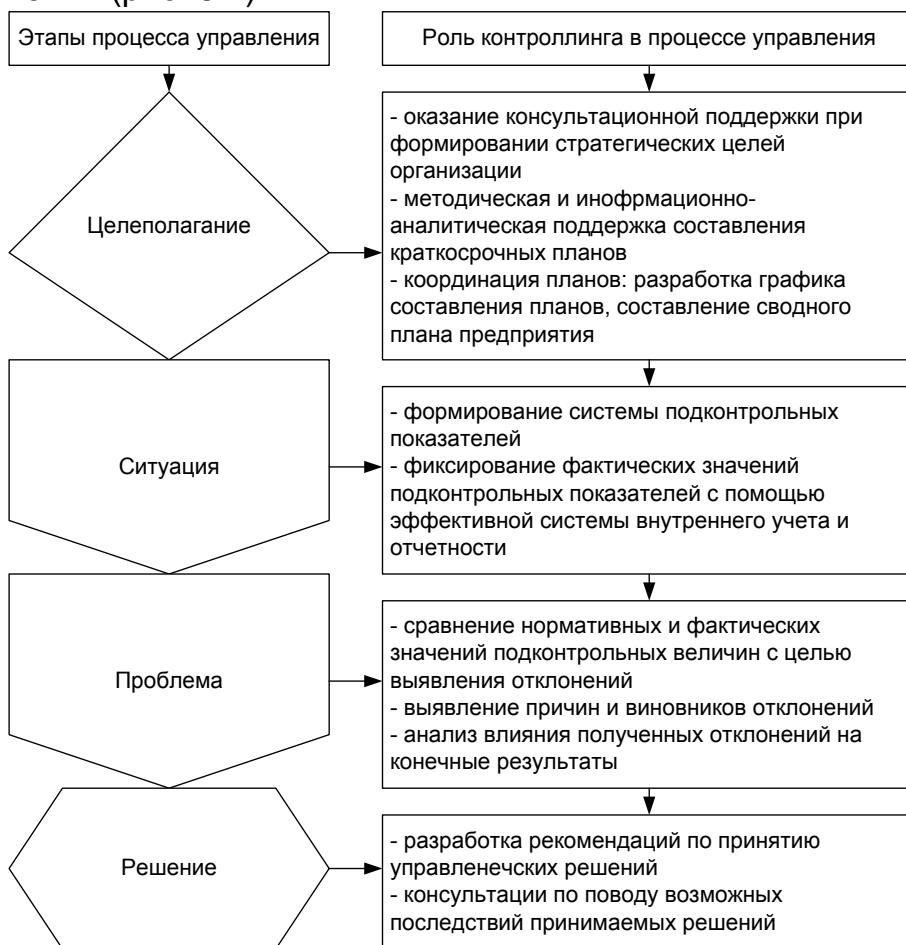 Этапы процесса управления
Роль контроллинга в процессе управления
Целеполагание
- оказание консультационной поддержки при
формировании стратегических целей
организации
- методическая и инофрмационно-
аналитическая поддержка составления
краткосрочных планов
- координация планов: разработка графика
составления планов, составление сводного
плана предприятия
Ситуация
- формирование системы подконтрольных
показателей
- фиксирование фактических значений
подконтрольных показателей с помощью
эффективной системы внутреннего учета и
отчетности
Проблема
- сравнение нормативных и фактических
значений подконтрольных величин с целью
выявления отклонений
- выявление причин и виновников отклонений
- анализ влияния полученных отклонений на
конечные результаты
Решение
- разработка рекомендаций по принятию
управленечских решений
- консультации по поводу возможных
последствий принимаемых решений